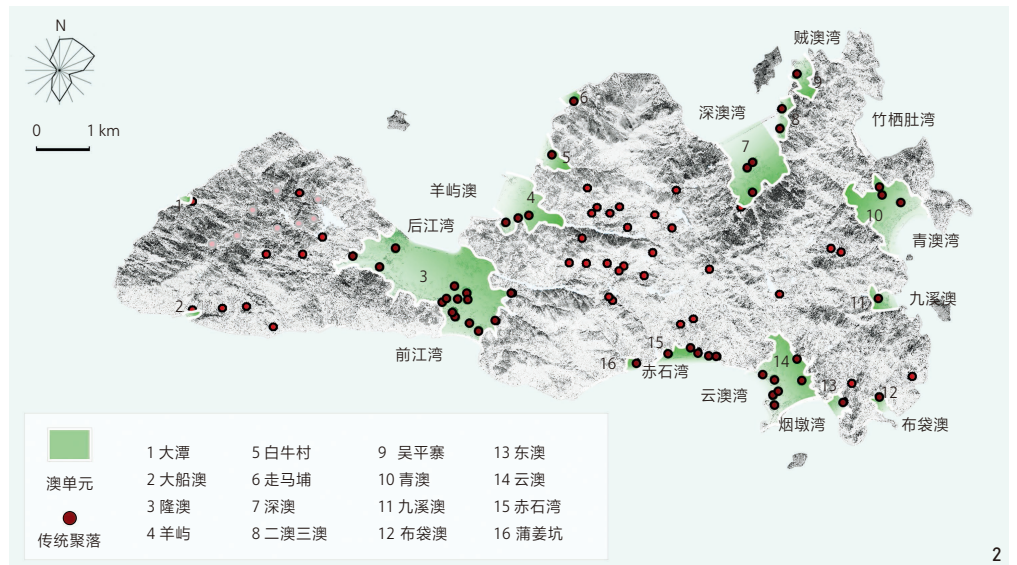 N
0 1 km
贼澳湾
9
深澳湾
8
竹栖肚湾
7
6
5
羊屿澳
4
后江湾
1
10
青澳湾
3
2
11
九溪澳
前江湾
15
16
赤石湾
14
云澳湾
13
12
烟墩湾
布袋澳
澳单元
传统聚落
1 大潭
2 大船澳
3 隆澳
4 羊屿
5 白牛村
6 走马埔
7 深澳
8 二澳三澳
9 吴平寨
10 青澳
11 九溪澳
12 布袋澳
13 东澳
14 云澳
15 赤石湾
16 蒲姜坑
2